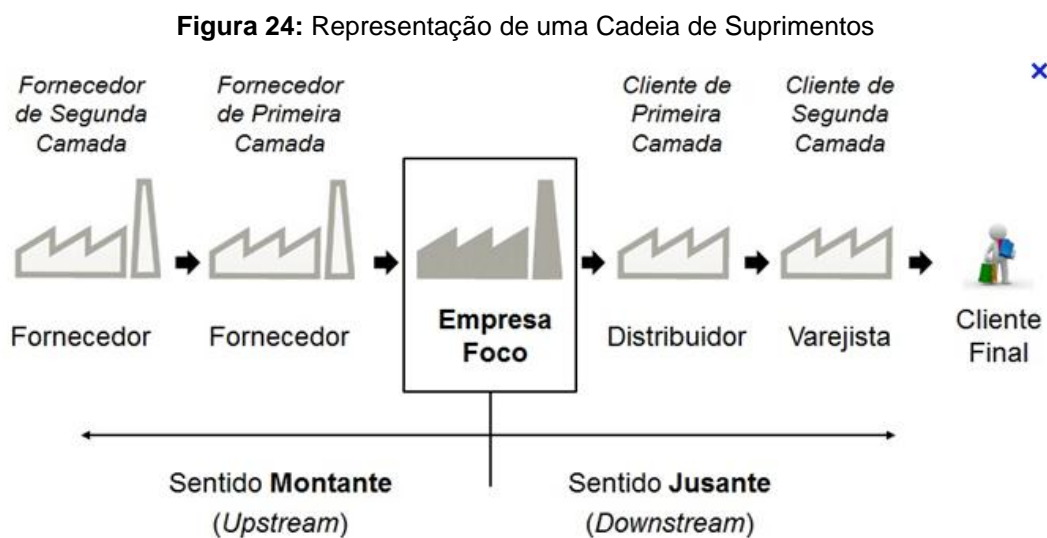 Figura 24: Representação de uma Cadeia de Suprimentos
Fornecedor
de Segunda
Camada
Fornecedor
de Primeira
Camada
Cliente de
Primeira
Camada
Cliente de
Segunda
Camada
Fornecedor
Fornecedor
Empresa
Foco
Distribuidor
Varejista
Cliente
Final
Sentido Montante
(Upstream)
Sentido Jusante
(Downstream)